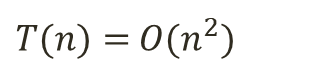 T(n) = O(n²)